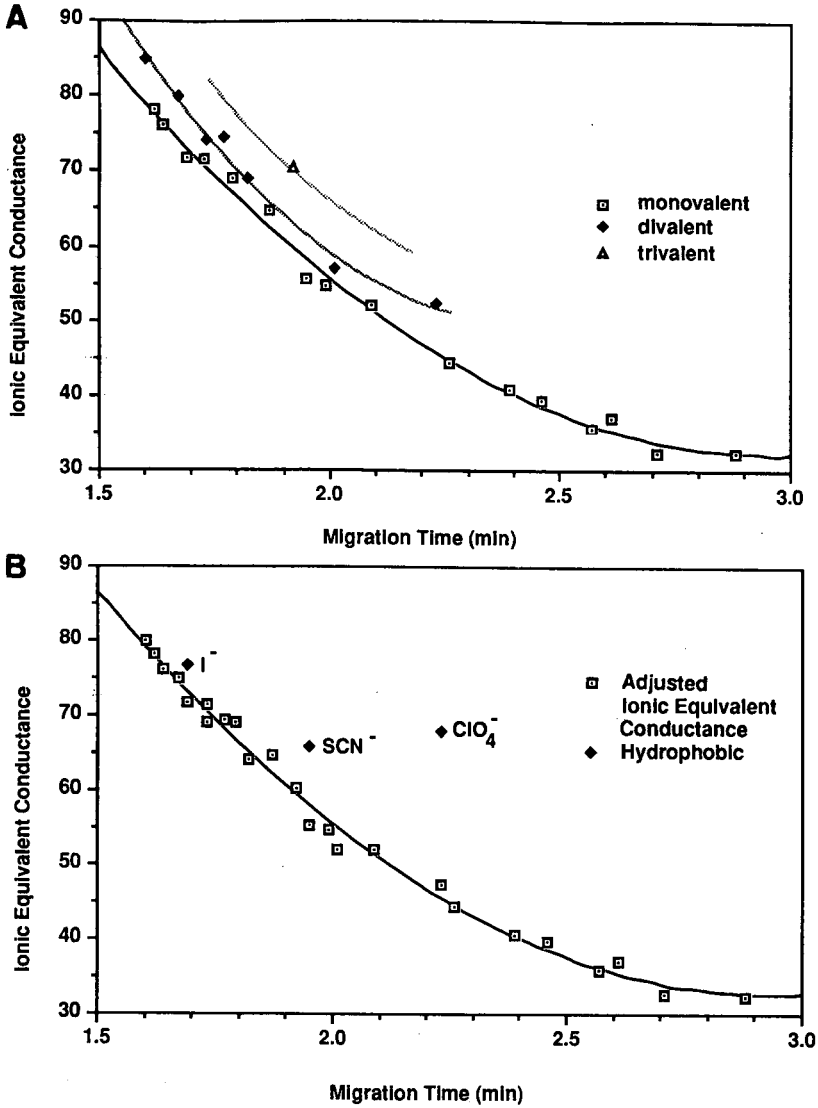 A
90
80
70
60
50
40
30
Ionic Equivalent Conductance
monovalent
divalent
trivalent
1.5
2.0
2.5
3.0
Migration Time (min)
B
90
80
70
60
50
40
30
Ionic Equivalent Conductance
I⁻
SCN⁻
ClO₄⁻
Adjusted
Ionic Equivalent
Conductance
Hydrophobic
1.5
2.0
2.5
3.0
Migration Time (min)